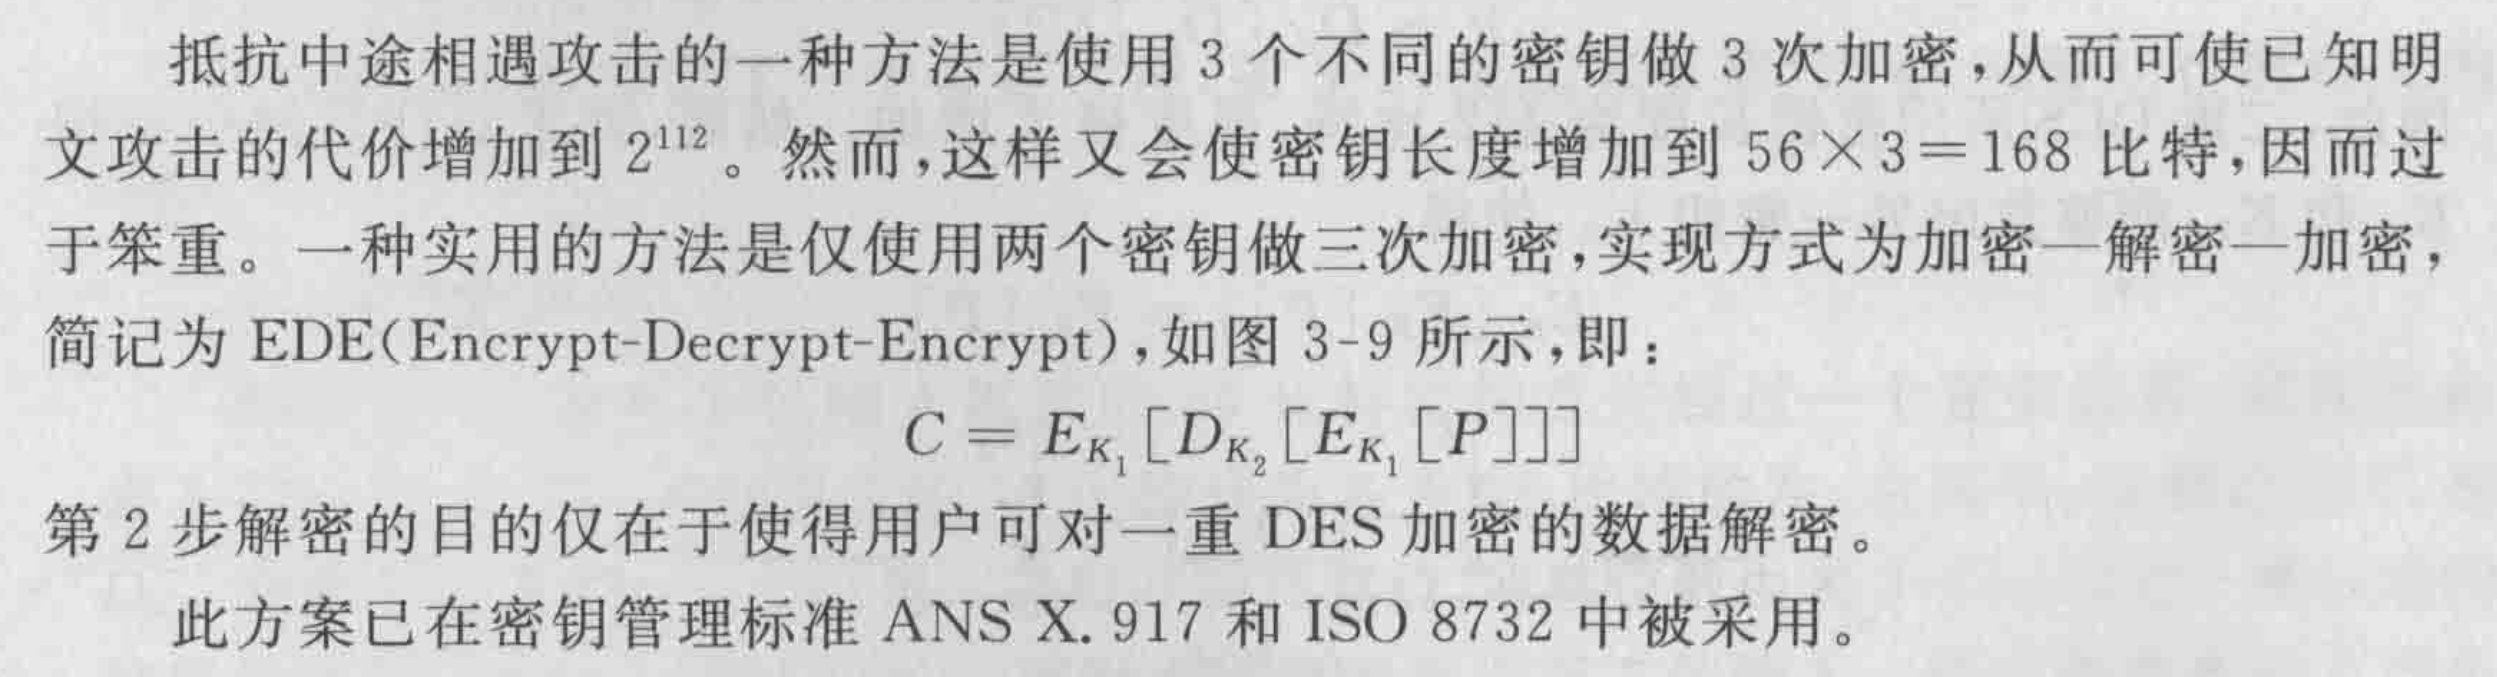 抵抗中途相遇攻击的一种方法是使用 3 个不同的密钥做 3 次加密,从而可使已知明
文攻击的代价增加到 2¹¹²。然而,这样又会使密钥长度增加到 56×3=168 比特,因而过
于笨重。一种实用的方法是仅使用两个密钥做三次加密,实现方式为加密—解密—加密,
简记为 EDE(Encrypt-Decrypt-Encrypt),如图 3-9 所示,即:
C = E_{K₁}[D_{K₂}[E_{K₁}[P]]]
第 2 步解密的目的仅在于使得用户可对一重 DES 加密的数据解密。
此方案已在密钥管理标准 ANS X. 917 和 ISO 8732 中被采用。